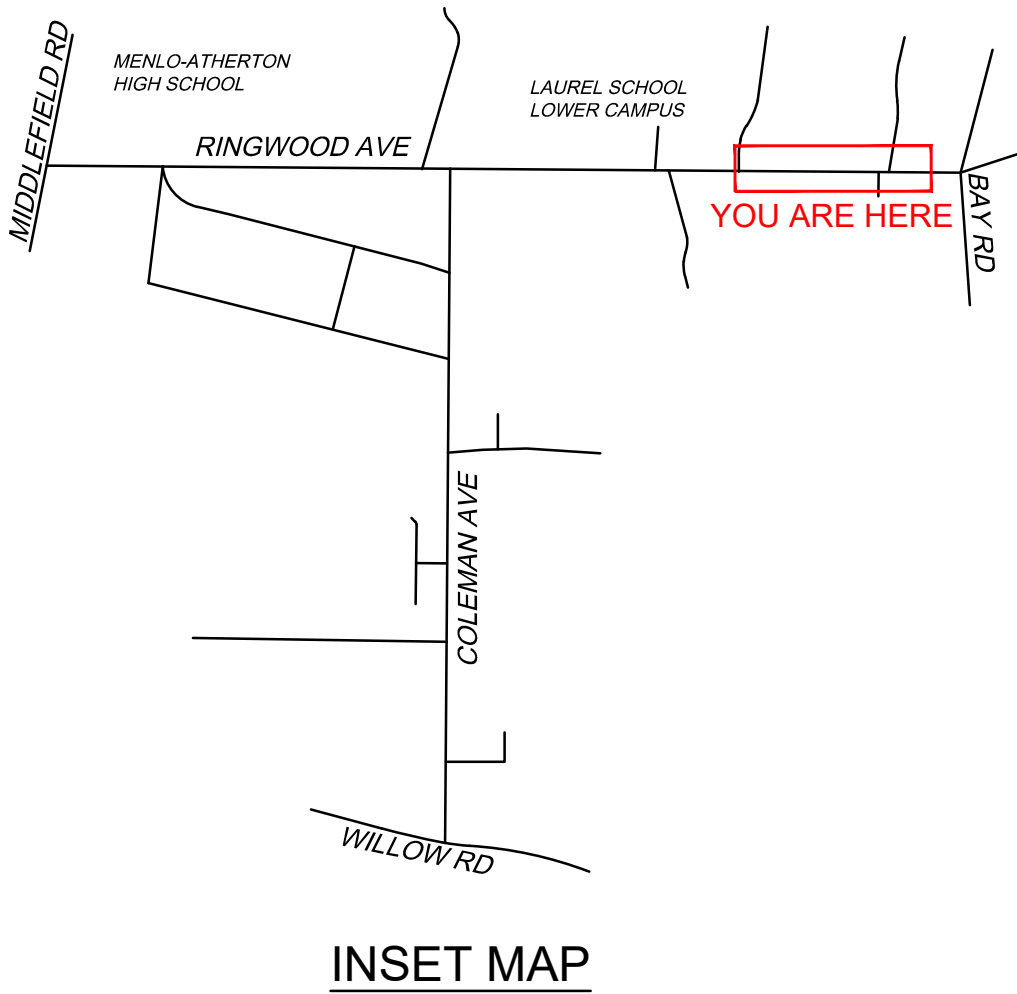 MIDDLEFIELD RD
MENLO-ATHERTON
HIGH SCHOOL
LAUREL SCHOOL
LOWER CAMPUS
RINGWOOD AVE
YOU ARE HERE
BAY RD
COLEMAN AVE
WILLOW RD
INSET MAP